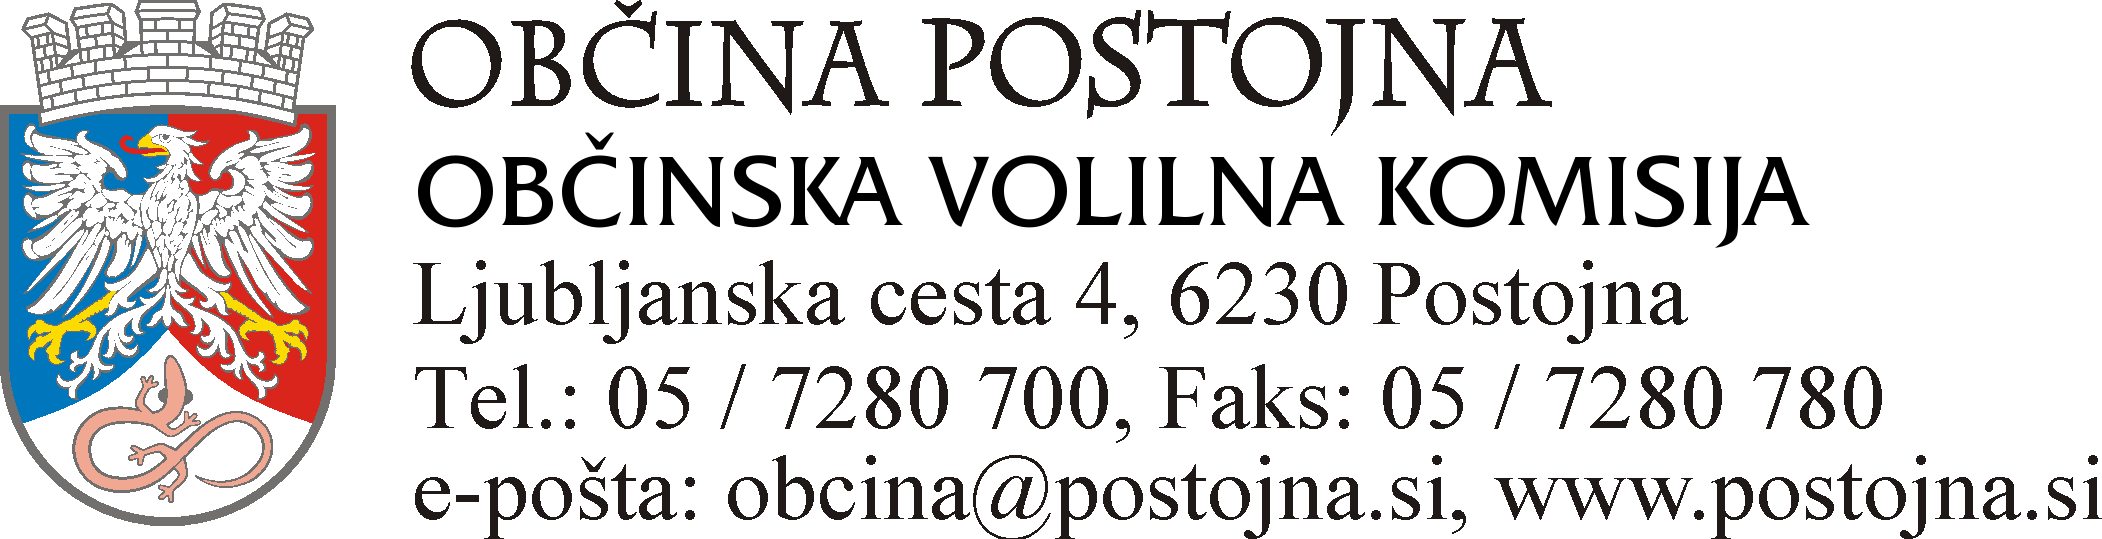 OBČINA POSTOJNA
OBČINSKA VOLILNA KOMISIJA
Ljubljanska cesta 4, 6230 Postojna
Tel.: 05 / 7280 700, Faks: 05 / 7280 780
e-pošta: obcina@postojna.si, www.postojna.si